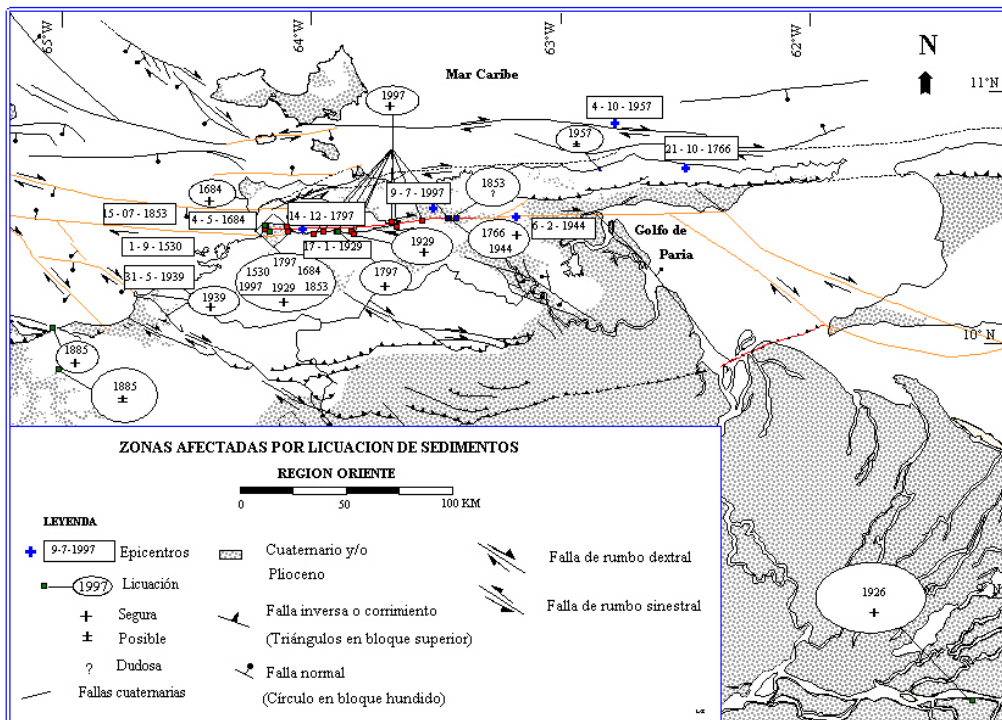 65°W
64°W
63°W
62°W
N
Mar Caribe
11°N
1997
4 - 10 - 1957
1957
21 - 10 - 1766
1684
9 - 7 - 1997
1853
?
15 - 07 - 1853
4 - 5 - 1684
14 - 12 - 1797
1766
1944
6 - 2 - 1944
Golfo de
Paria
1 - 9 - 1530
17 - 1 - 1929
1929
31 - 5 - 1939
1797
1530 1684
1997 1929 1853
1797
1939
10° N
1885
1885
ZONAS AFECTADAS POR LICUACION DE SEDIMENTOS
REGION ORIENTE
0 50 100 KM
LEYENDA
9-7-1997 Epicentros
Cuaternario y/o
Plioceno
Falla de rumbo dextral
1997 Licuación
Segura
Falla inversa o corrimiento
Falla de rumbo sinestral
Posible
(Triángulos en bloque superior)
? Dudosa
Falla normal
Fallas cuaternarias
(Círculo en bloque hundido)
1926